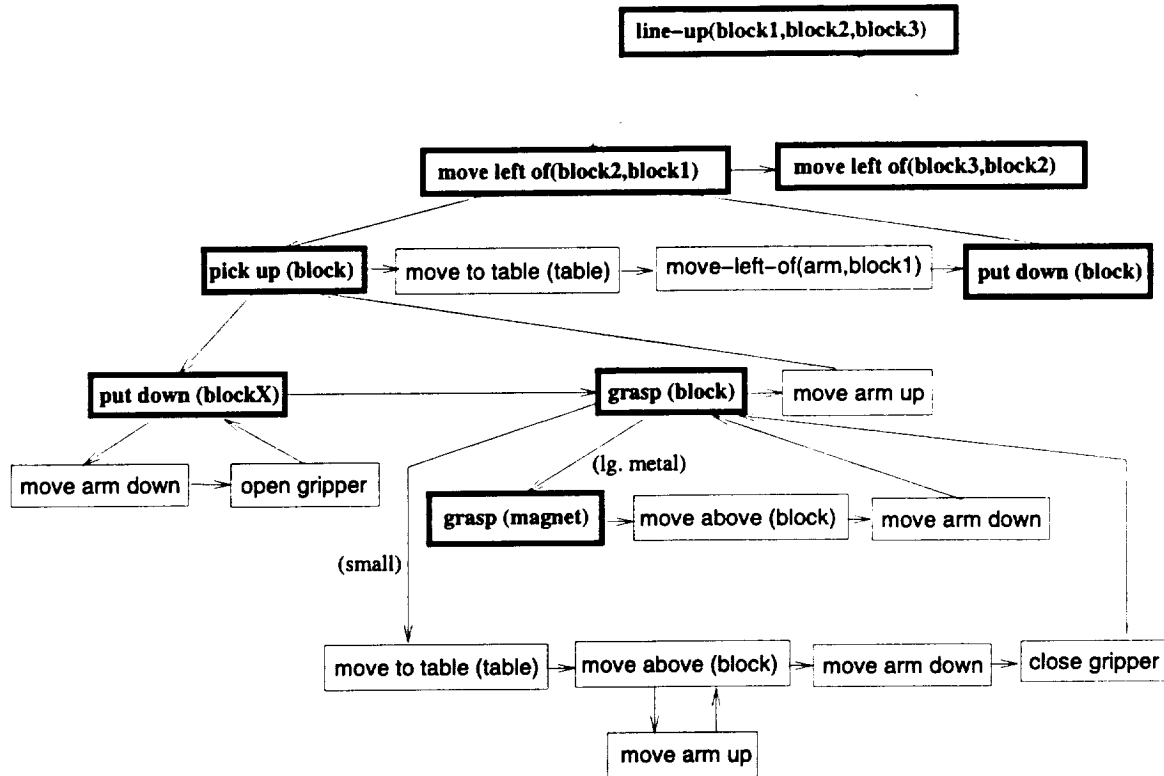 line-up(block1,block2,block3)
move left of(block2,block1)
move left of(block3,block2)
pick up (block)
move to table (table)
move-left-of(arm,block1)
put down (block)
put down (blockX)
grasp (block)
move arm up
move arm down
open gripper
(lg. metal)
grasp (magnet)
move above (block)
move arm down
(small)
move to table (table)
move above (block)
move arm down
close gripper
move arm up